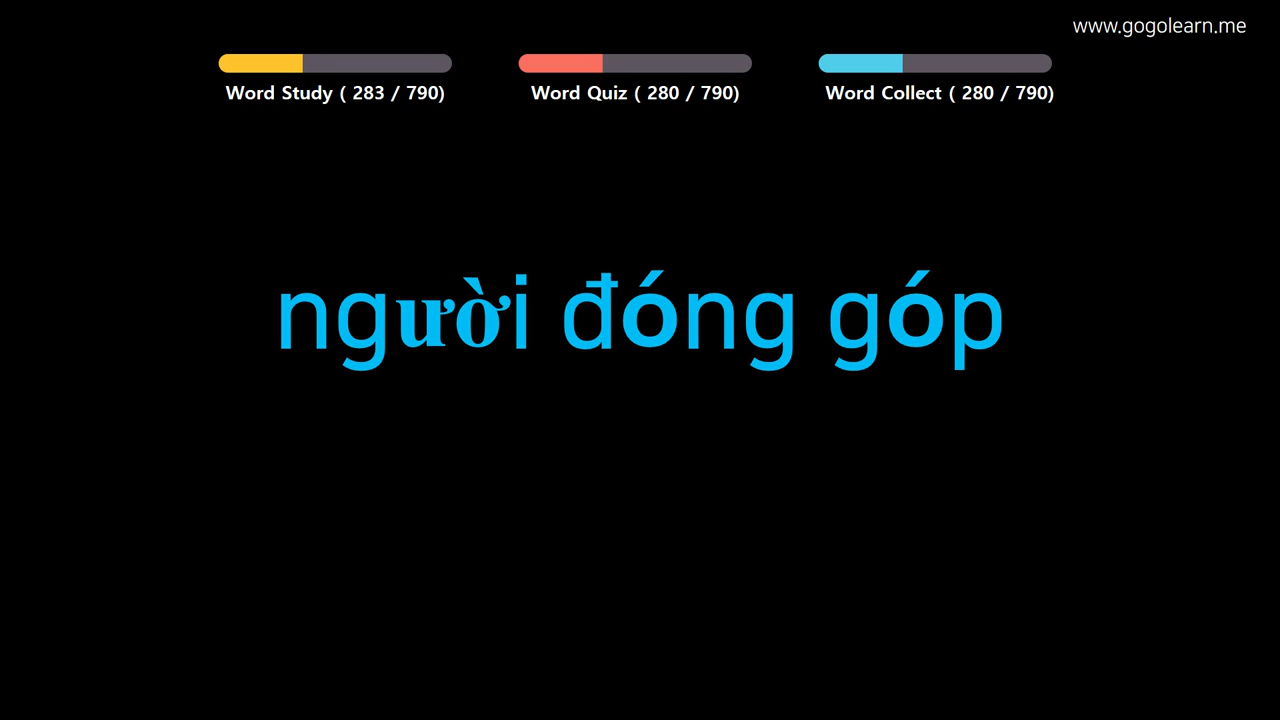 www.gogolearn.me
Word Study ( 283 / 790)
Word Quiz ( 280 / 790)
Word Collect ( 280 / 790)
người đóng góp